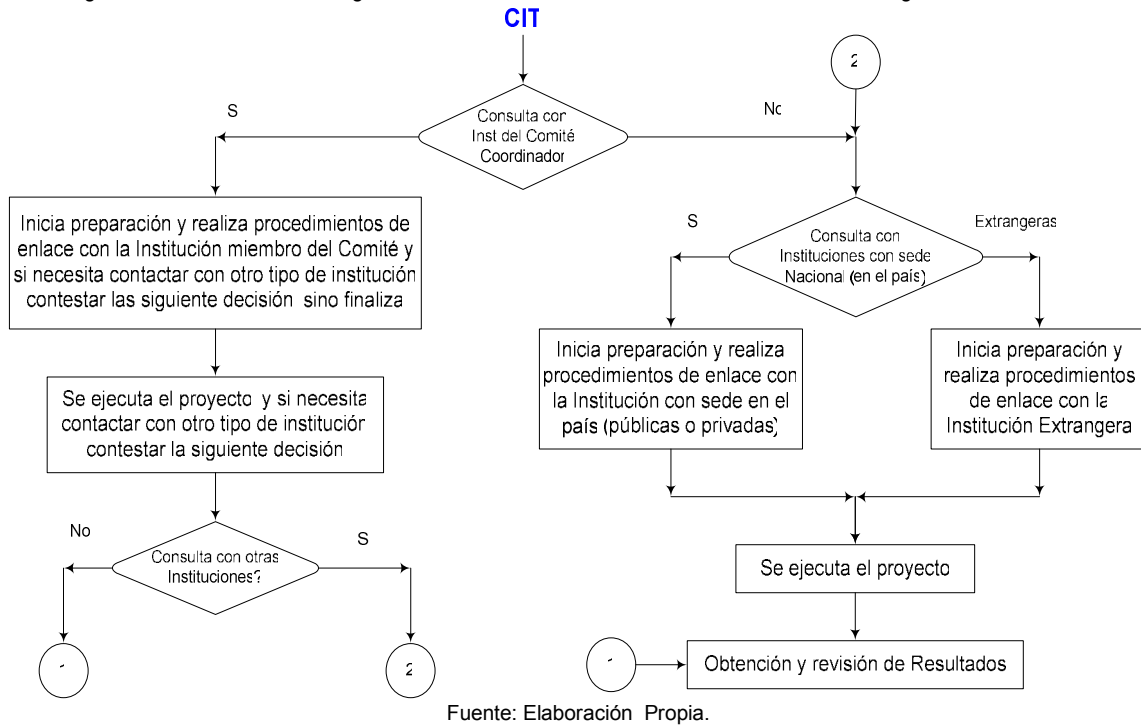 CIT
2
S
No
Consulta con
Inst del Comité
Coordinador
Inicia preparación y realiza procedimientos de
enlace con la Institución miembro del Comité y
si necesita contactar con otro tipo de institución
contestar las siguiente decisión sino finaliza
S
Extrangeras
Consulta con
Instituciones con sede
Nacional (en el país)
Inicia preparación y realiza
procedimientos de enlace con
la Institución con sede en el
país (públicas o privadas)
Inicia preparación y
realiza procedimientos
de enlace con la
Institución Extrangera
Se ejecuta el proyecto y si necesita
contactar con otro tipo de institución
contestar la siguiente decisión
No
S
Consulta con otras
Instituciones?
Se ejecuta el proyecto
2
Obtención y revisión de Resultados
Fuente: Elaboración Propia.